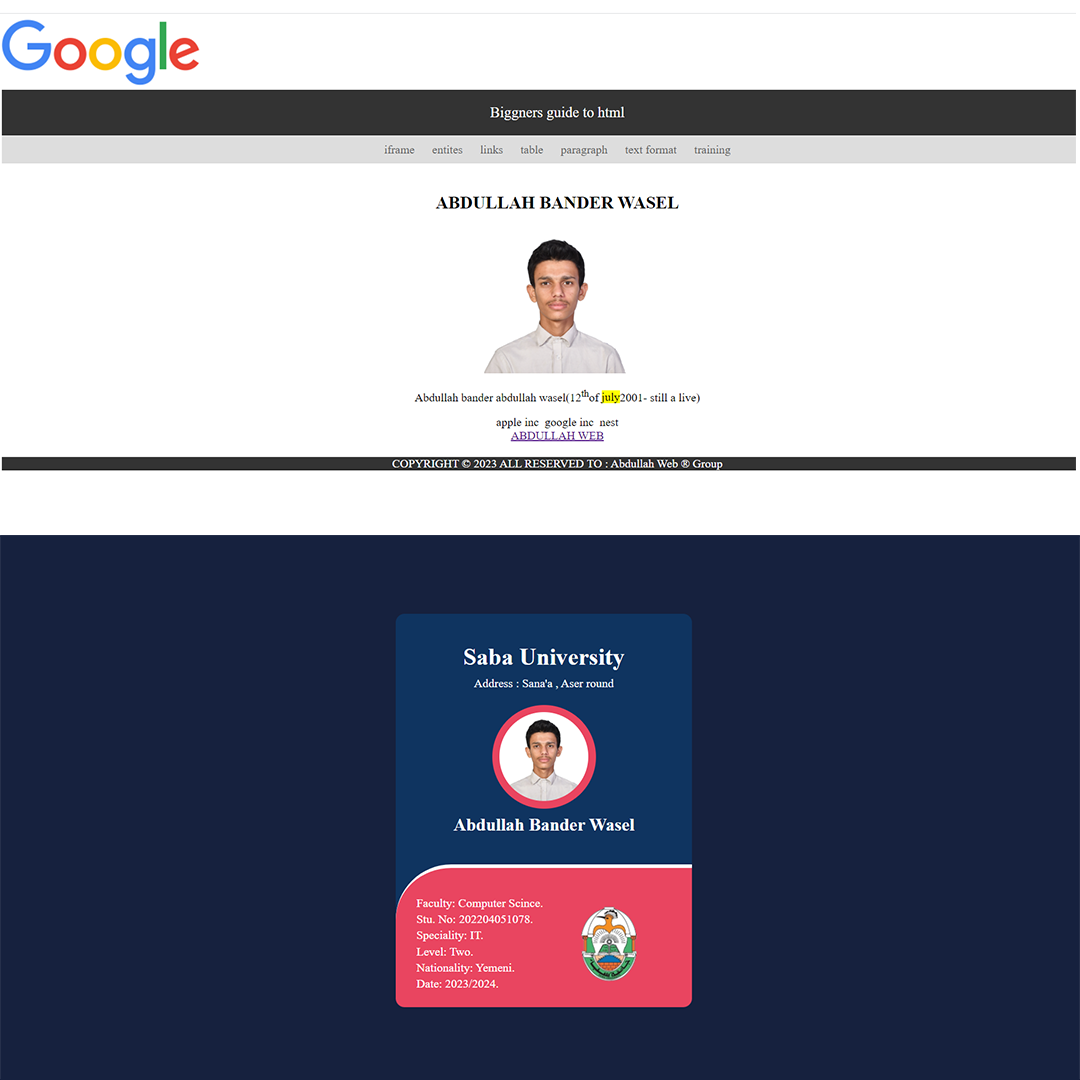 Google
Biggners guide to html
iframe entites links table paragraph text format training
ABDULLAH BANDER WASEL
Abdullah bander abdullah wasel(12thof july2001- still a live)
apple inc google inc nest
ABDULLAH WEB
COPYRIGHT © 2023 ALL RESERVED TO : Abdullah Web ® Group
Saba University
Address : Sana'a , Aser round
Abdullah Bander Wasel
Faculty: Computer Scince.
Stu. No: 202204051078.
Speciality: IT.
Level: Two.
Nationality: Yemeni.
Date: 2023/2024.